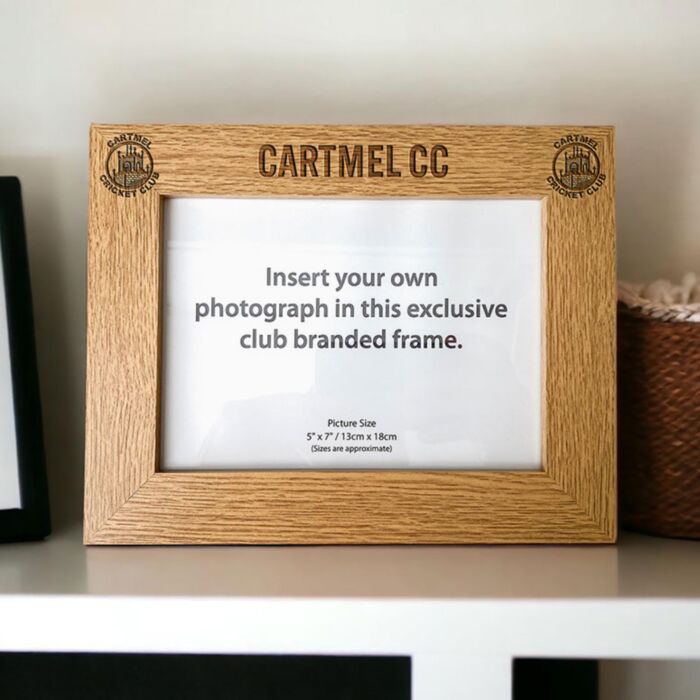 CARTMEL
CRICKET CLUB
CARTMEL CC
CARTMEL
CRICKET CLUB
Insert your own
photograph in this exclusive
club branded frame.
Picture Size
5" x 7" / 13cm x 18cm
(Sizes are approximate)